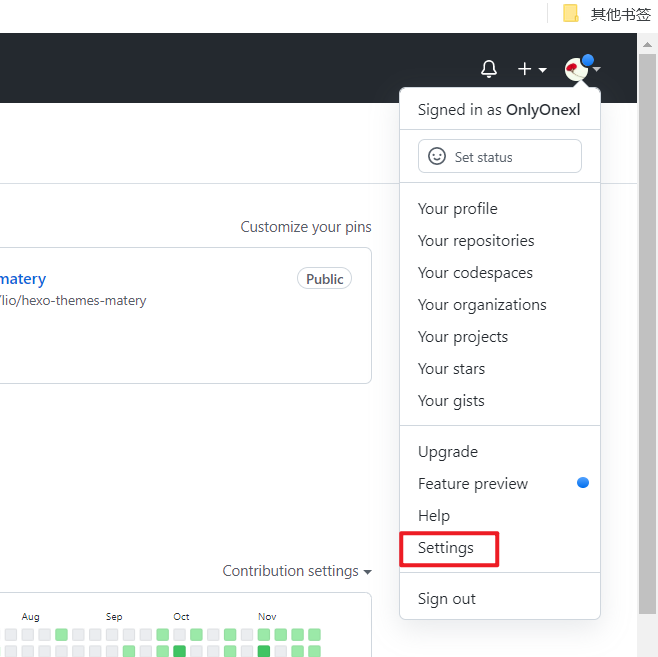 其他书签
Signed in as OnlyOnexl
Set status
Your profile
Your repositories
Your codespaces
Your organizations
Your projects
Your stars
Your gists
Upgrade
Feature preview
Help
Settings
Sign out
Customize your pins
matery
Public
/lio/hexo-themes-matery
Contribution settings
Aug Sep Oct Nov